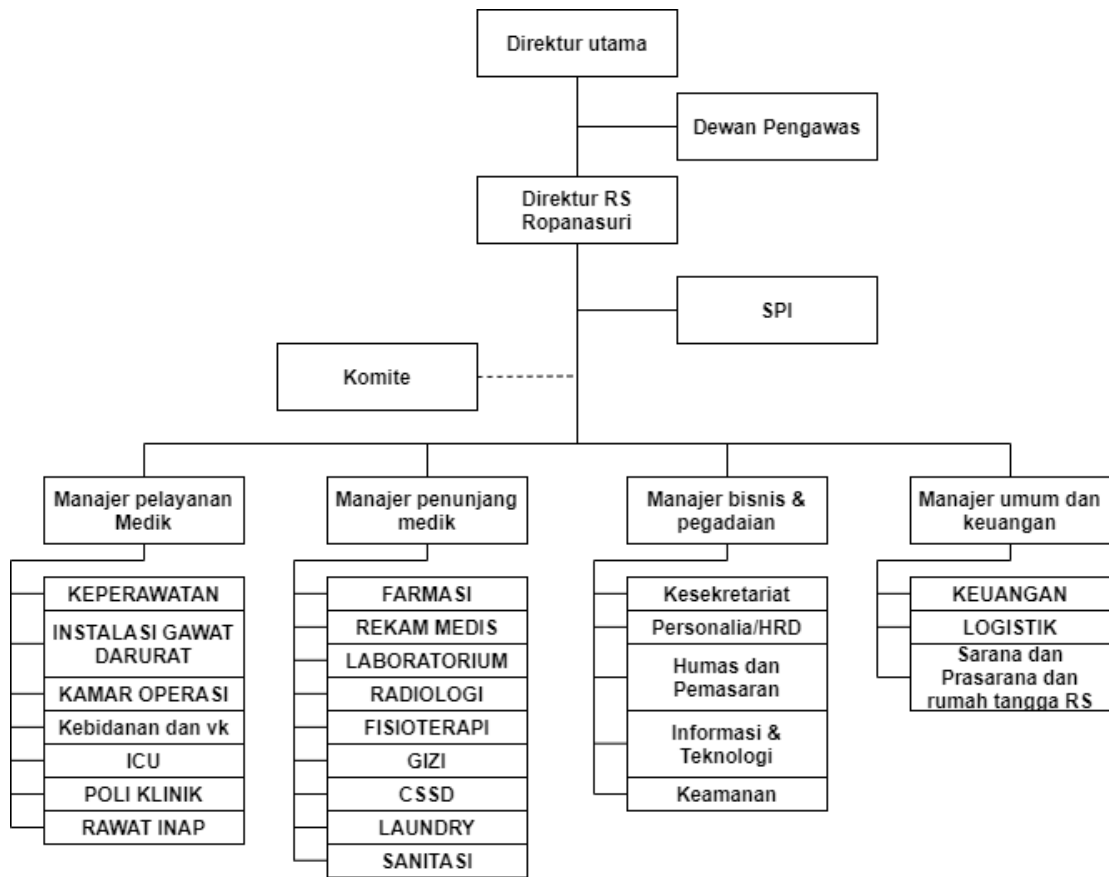 Direktur utama
Dewan Pengawas
Direktur RS
Ropanasuri
SPI
Komite
Manajer pelayanan
Medik
KEPERAWATAN
INSTALASI GAWAT
DARURAT
KAMAR OPERASI
Kebidanan dan vk
ICU
POLI KLINIK
RAWAT INAP
Manajer penunjang
medik
FARMASI
REKAM MEDIS
LABORATORIUM
RADIOLOGI
FISIOTERAPI
GIZI
CSSD
LAUNDRY
SANITASI
Manajer bisnis &
pegadaian
Kesekretariat
Personalia/HRD
Humas dan
Pemasaran
Informasi &
Teknologi
Keamanan
Manajer umum dan
keuangan
KEUANGAN
LOGISTIK
Sarana dan
Prasarana dan
rumah tangga RS